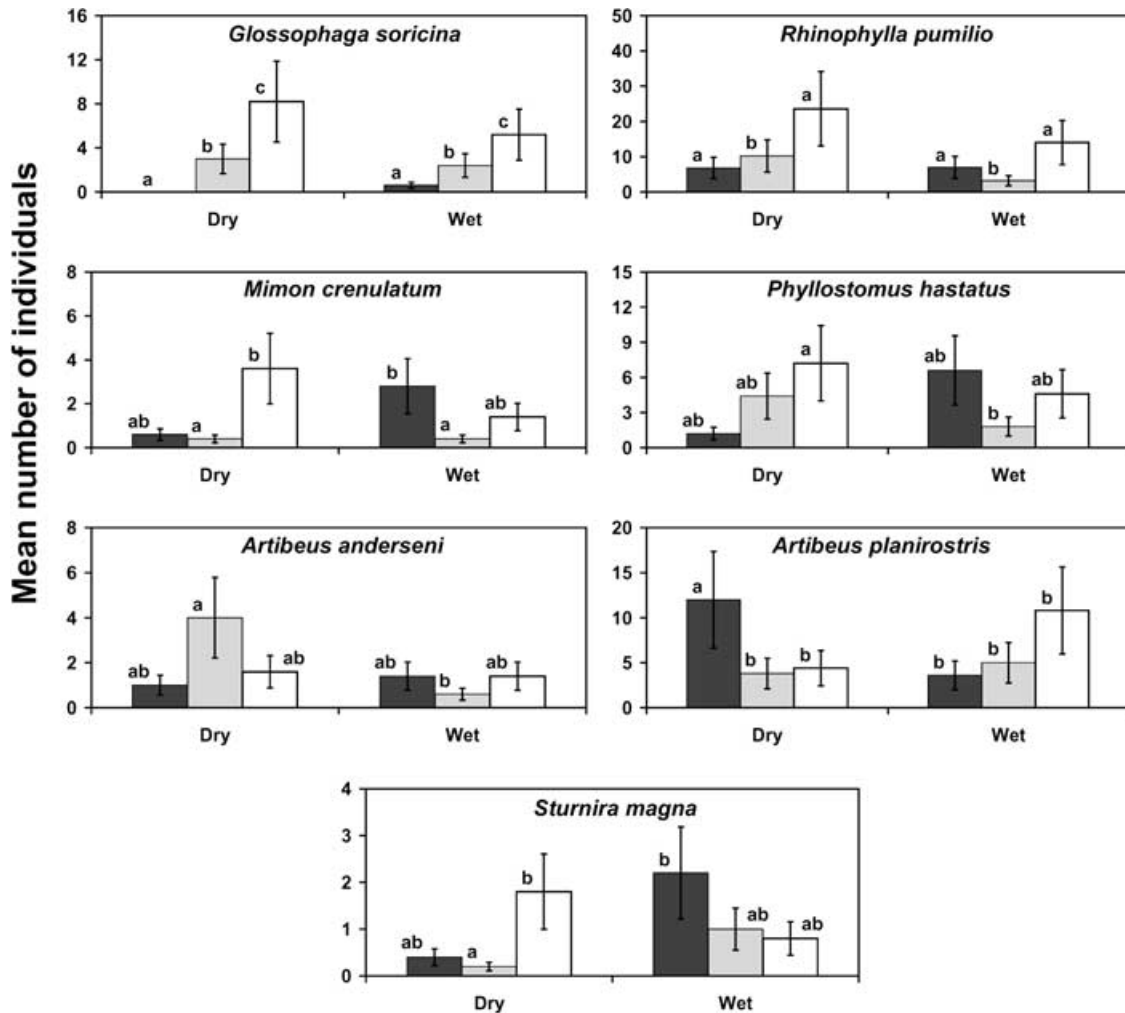 Mean number of individuals
Glossophaga soricina
16
12
8
4
0
a
b
c
a
b
c
Dry
Wet
Rhinophylla pumilio
50
40
30
20
10
0
a
b
a
a
b
a
Dry
Wet
Mimon crenulatum
8
6
4
2
0
ab
a
b
b
a
ab
Dry
Wet
Phyllostomus hastatus
15
12
9
6
3
0
ab
ab
a
ab
b
ab
Dry
Wet
Artibeus anderseni
8
6
4
2
0
ab
a
ab
ab
b
ab
Dry
Wet
Artibeus planirostris
20
15
10
5
0
a
b
b
b
b
b
Dry
Wet
Sturnira magna
4
3
2
1
0
ab
a
b
b
ab
ab
Dry
Wet